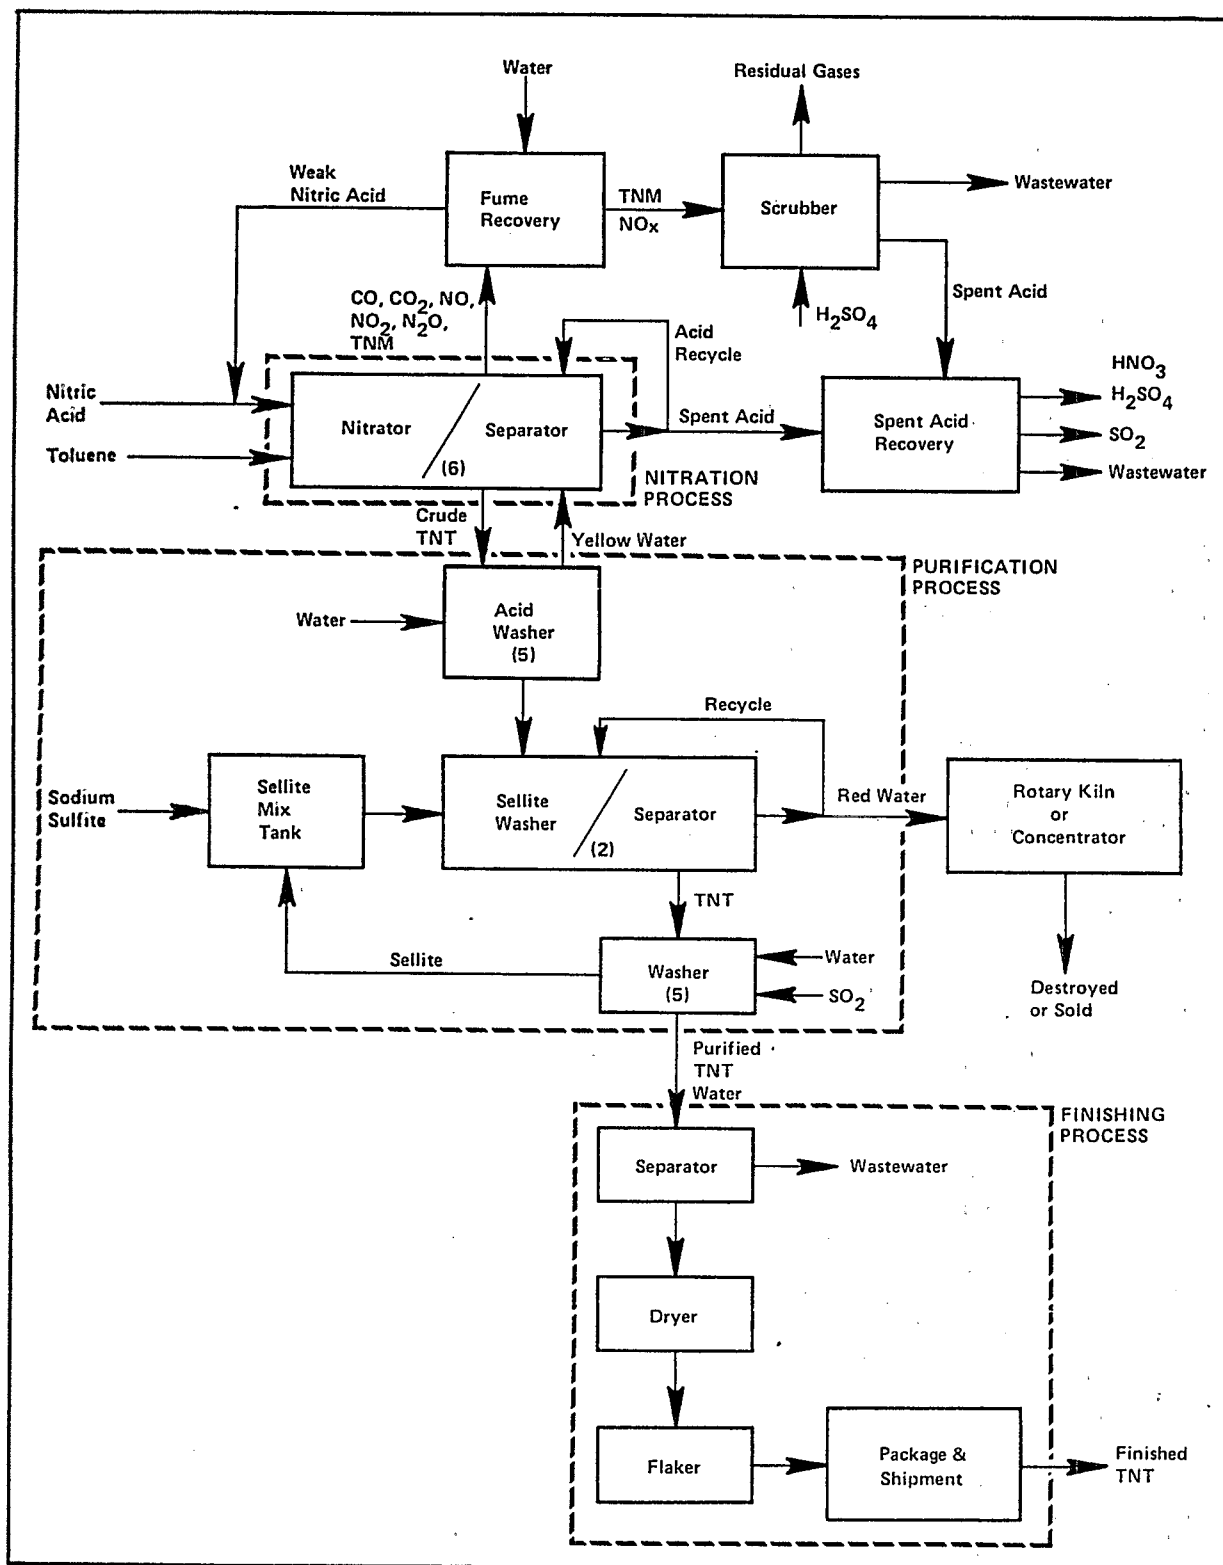 Water
Residual Gases
Weak
Nitric Acid
Fume
Recovery
TNM
NOx
Scrubber
Wastewater
CO, CO2, NO,
NO2, N2O,
TNM
H2SO4
Spent Acid
Acid
Recycle
Nitric
Acid
Toluene
Nitrator
Separator
(6)
Spent Acid
Spent Acid
Recovery
HNO3
H2SO4
SO2
Wastewater
NITRATION
PROCESS
Crude
TNT
Yellow Water
PURIFICATION
PROCESS
Water
Acid
Washer
(5)
Recycle
Sodium
Sulfite
Sellite
Mix
Tank
Sellite
Washer
Separator
(2)
Red Water
Rotary Kiln
or
Concentrator
TNT
Sellite
Washer
(5)
Water
SO2
Destroyed
or Sold
Purified
TNT
Water
FINISHING
PROCESS
Separator
Wastewater
Dryer
Flaker
Package &
Shipment
Finished
TNT